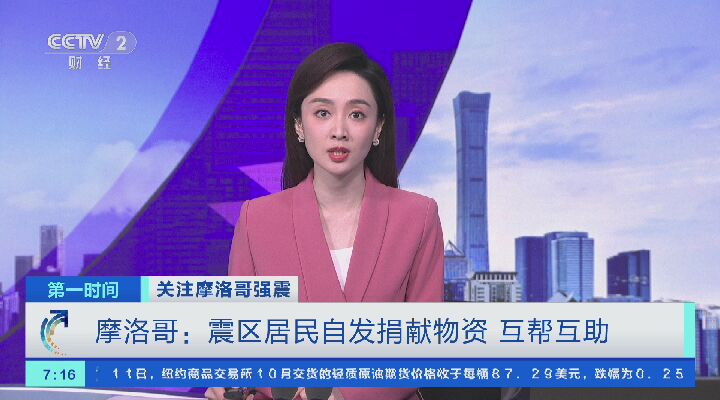 CCTV 2
财经
第一时间 关注摩洛哥强震
摩洛哥：震区居民自发捐献物资 互帮互助
7:16 11日，纽约商品交易所10月交货的轻质原油期货价格收于每桶87.29美元，跌幅为0.25